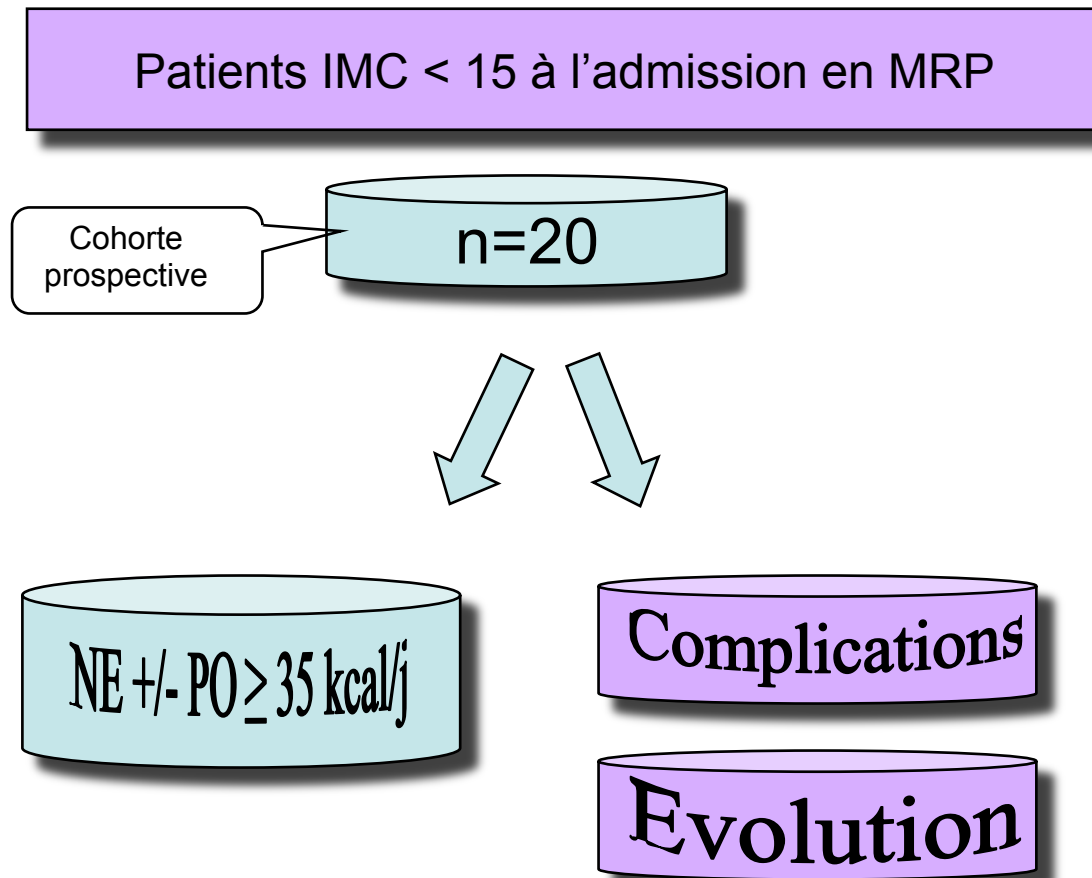 Patients IMC < 15 à l’admission en MRP
n=20
Cohorte
prospective
NE +/- PO ≥ 35 kcal/j
Complications
Evolution